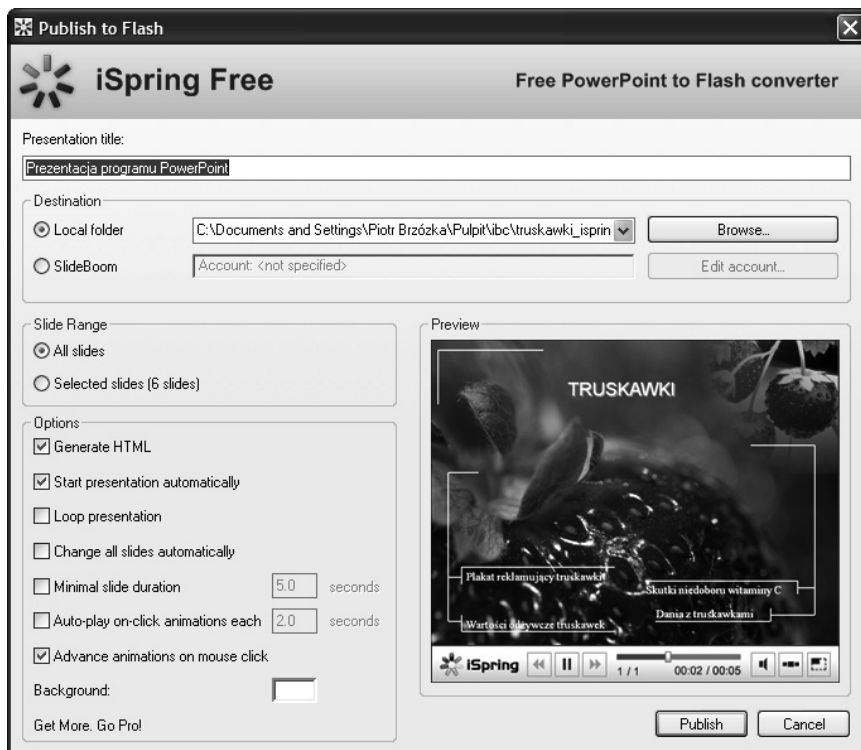 Publish to Flash
iSpring Free
Free PowerPoint to Flash converter
Presentation title:
Prezentacja programu PowerPoint
Destination
Local folder
C:\Documents and Settings\Piotr Brzózka\Pulpit\ibc\truskawki_isprin
Browse...
SlideBoom
Account: <not specified>
Edit account...
Slide Range
All slides
Selected slides (6 slides)
Options
Generate HTML
Start presentation automatically
Loop presentation
Change all slides automatically
Minimal slide duration 5.0 seconds
Auto-play on-click animations each 2.0 seconds
Advance animations on mouse click
Background:
Get More. Go Pro!
Preview
TRUSKAWKI
Plakat reklamujący truskawki
Skutki niedoboru witaminy C
Dania z truskawkami
Wartości odżywcze truskawek
iSpring
1 / 1
00:02 / 00:05
Publish
Cancel